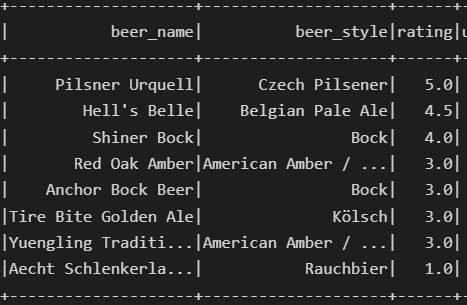 +--------------------+--------------------+------+
|           beer_name|          beer_style|rating|
+--------------------+--------------------+------+
|     Pilsner Urquell|      Czech Pilsener|   5.0|
|        Hell's Belle|    Belgian Pale Ale|   4.5|
|         Shiner Bock|                Bock|   4.0|
|       Red Oak Amber|American Amber / ...|   3.0|
|    Anchor Bock Beer|                Bock|   3.0|
|Tire Bite Golden Ale|              Kölsch|   3.0|
|Yuengling Traditi...|American Amber / ...|   3.0|
|Aecht Schlenkerla...|           Rauchbier|   1.0|
+--------------------+--------------------+------+